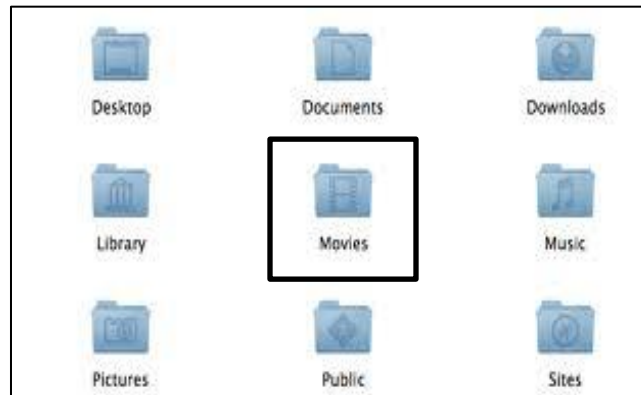 Desktop Documents Downloads
Library Movies Music
Pictures Public Sites